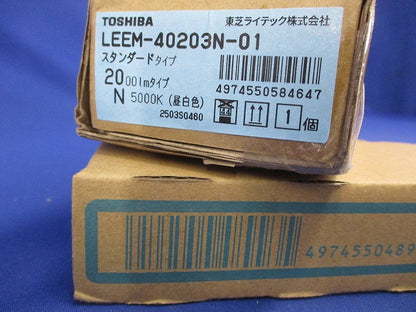 TOSHIBA 東芝ライテック株式会社
LEEM-40203N-01
スタンダードタイプ
2000lmタイプ
N 5000K (昼白色)
2503S0460
4974550584647
1個
4974550489